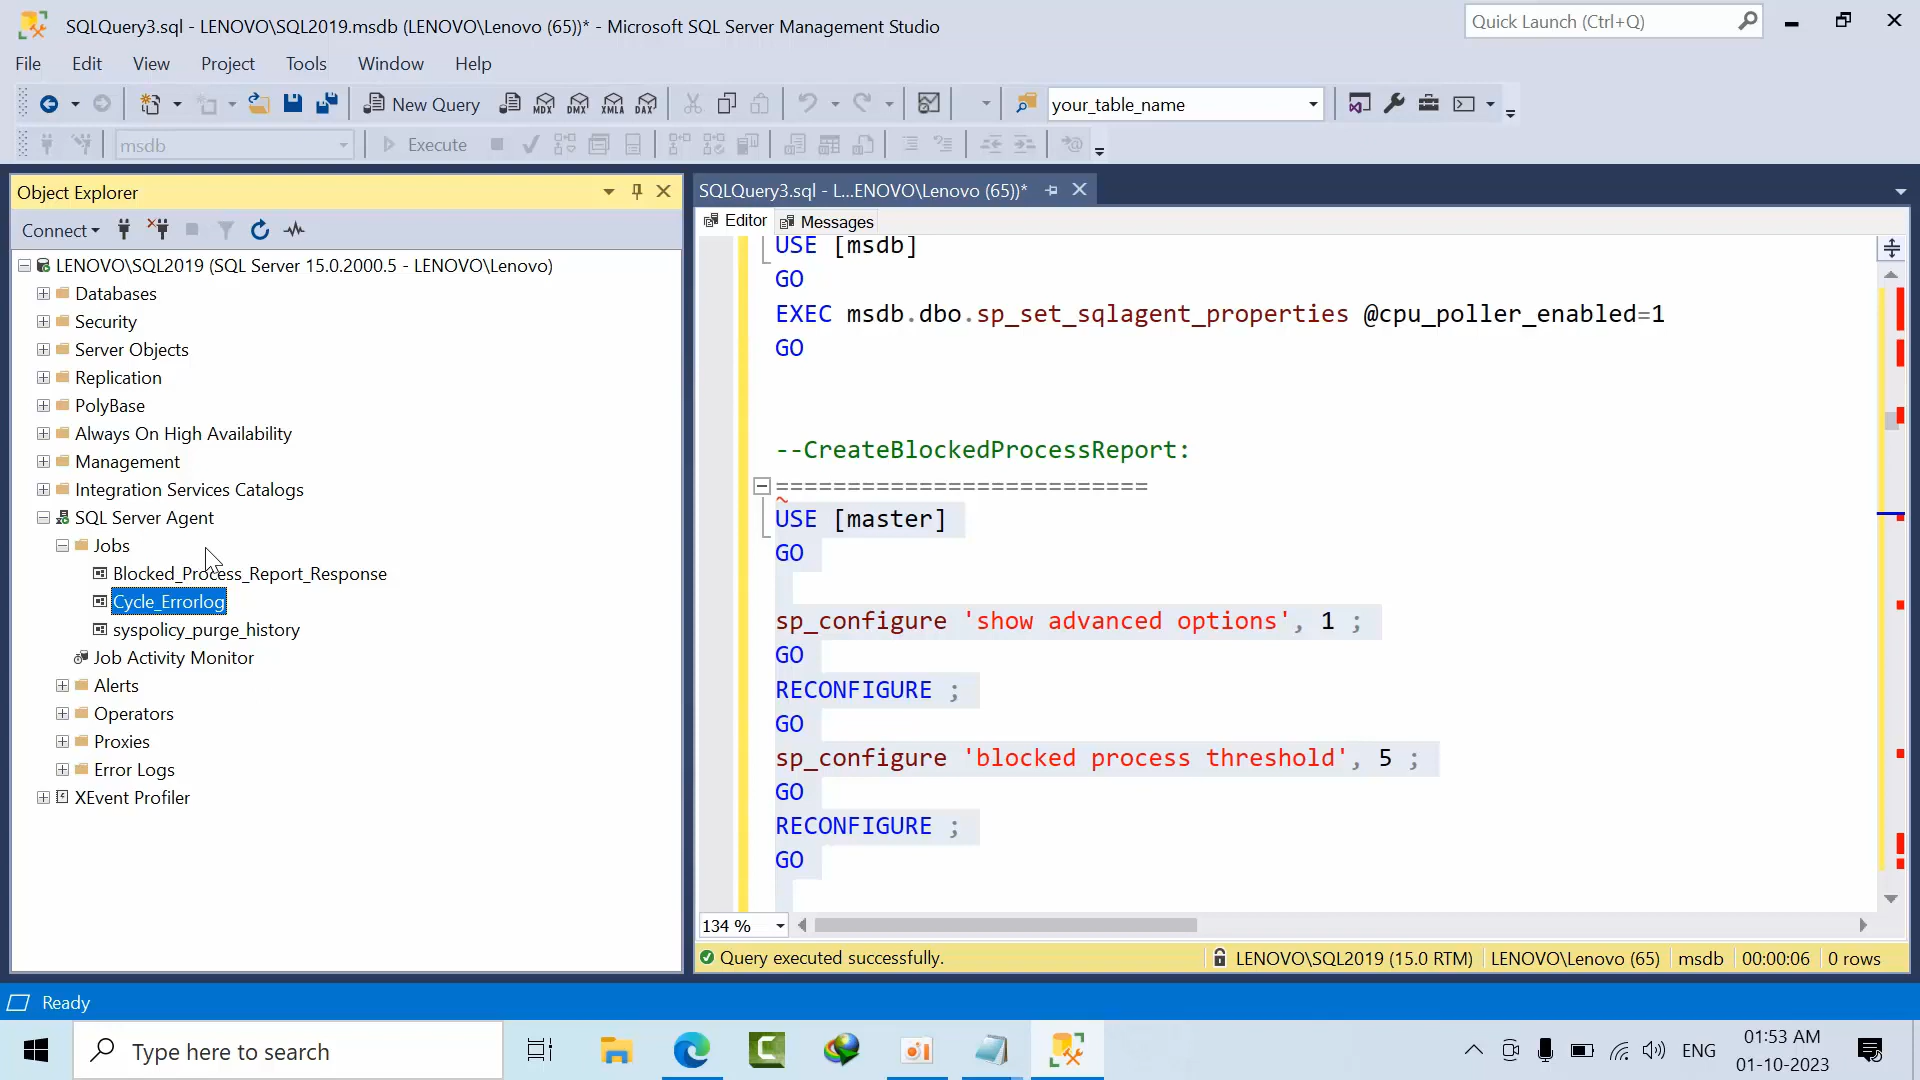 SQLQuery3.sql - LENOVO\SQL2019.msdb (LENOVO\Lenovo (65))* - Microsoft SQL Server Management Studio
Quick Launch (Ctrl+Q)
File Edit View Project Tools Window Help
New Query
MDX
DMX
XMLA
DAX
your_table_name
msdb
Execute
Object Explorer
Connect
LENOVO\SQL2019 (SQL Server 15.0.2000.5 - LENOVO\Lenovo)
Databases
Security
Server Objects
Replication
PolyBase
Always On High Availability
Management
Integration Services Catalogs
SQL Server Agent
Jobs
Blocked_Process_Report_Response
Cycle_Errorlog
syspolicy_purge_history
Job Activity Monitor
Alerts
Operators
Proxies
Error Logs
XEvent Profiler
SQLQuery3.sql - L...ENOVO\Lenovo (65))*
Editor Messages
USE [msdb]
GO
EXEC msdb.dbo.sp_set_sqlagent_properties @cpu_poller_enabled=1
GO
--CreateBlockedProcessReport:
==========================
USE [master]
GO
sp_configure 'show advanced options', 1 ;
GO
RECONFIGURE ;
GO
sp_configure 'blocked process threshold', 5 ;
GO
RECONFIGURE ;
GO
134 %
Query executed successfully.
LENOVO\SQL2019 (15.0 RTM) LENOVO\Lenovo (65) msdb 00:00:06 0 rows
Ready
Type here to search
ENG
01:53 AM
01-10-2023